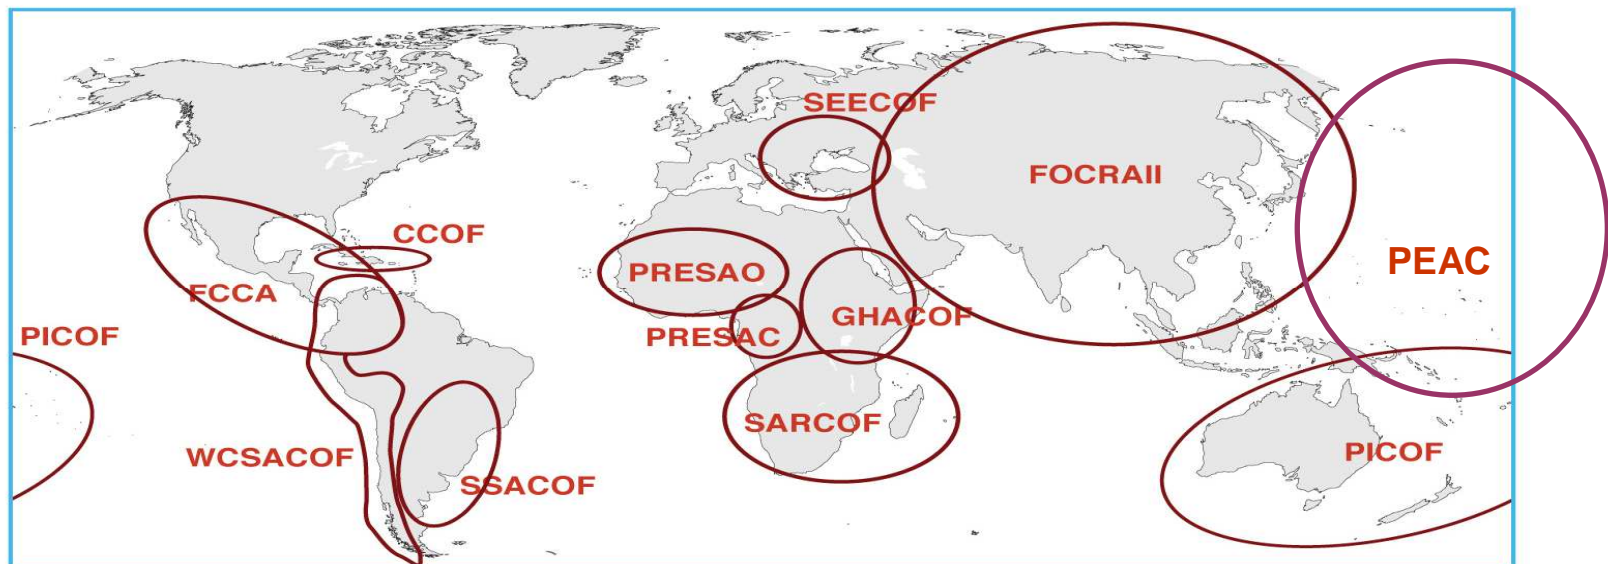 SEECOF
FOCRAII
CCOF
PEAC
PRESAO
FCCA
GHACOF
PICOF
PRESAC
SARCOF
PICOF
WCSACOF
SSACOF